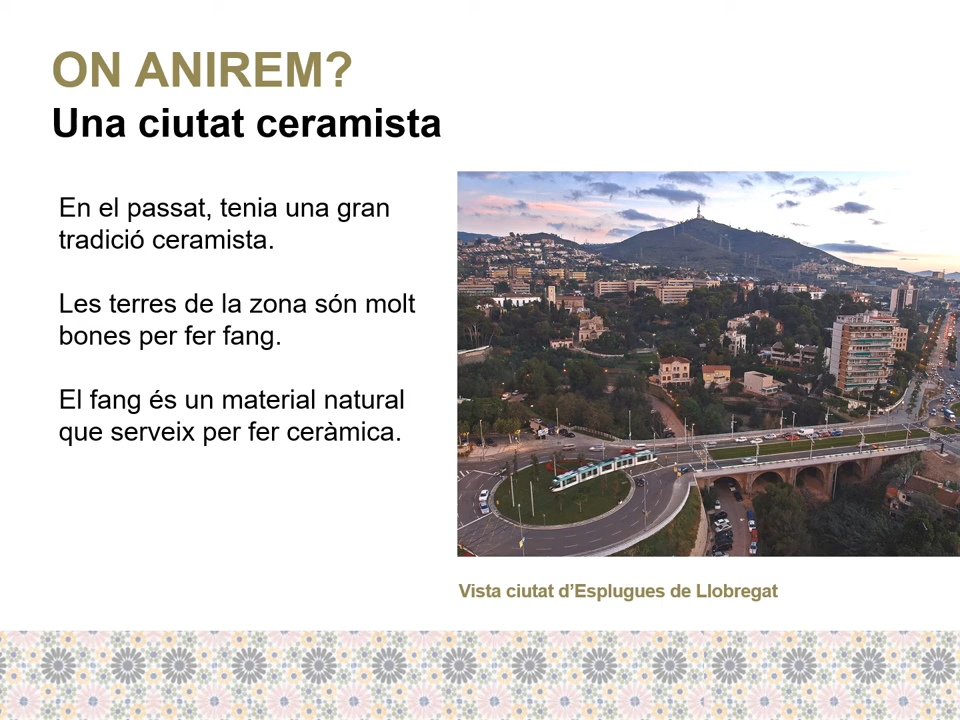 ON ANIREM?
Una ciutat ceramista
En el passat, tenia una gran
tradició ceramista.
Les terres de la zona són molt
bones per fer fang.
El fang és un material natural
que serveix per fer ceràmica.
Vista ciutat d’Esplugues de Llobregat